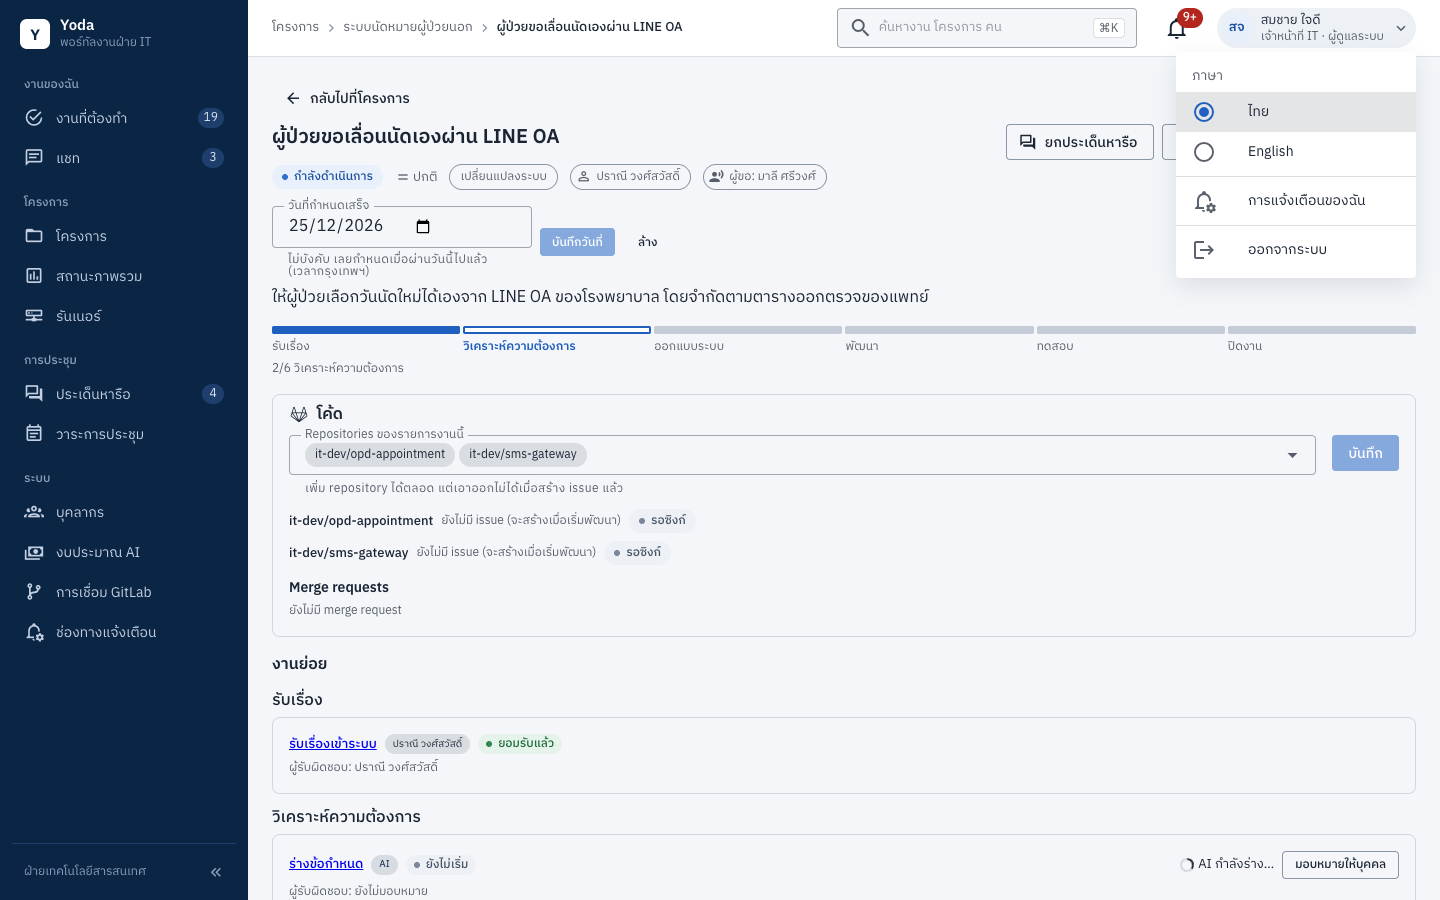 Y
Yoda
พอร์ทัลงานฝ่าย IT
งานของฉัน
งานที่ต้องทำ 19
แชท 3
โครงการ
โครงการ
สถานะภาพรวม
รันเนอร์
การประชุม
ประเด็นหารือ 4
วาระการประชุม
ระบบ
บุคลากร
งบประมาณ AI
การเชื่อม GitLab
ช่องทางแจ้งเตือน
ฝ่ายเทคโนโลยีสารสนเทศ
โครงการ > ระบบนัดหมายผู้ป่วยนอก > ผู้ป่วยขอเลื่อนนัดเองผ่าน LINE OA
ค้นหางาน โครงการ คน ⌘K
9+
สจ
สมชาย ใจดี
เจ้าหน้าที่ IT · ผู้ดูแลระบบ
ภาษา
ไทย
English
การแจ้งเตือนของฉัน
ออกจากระบบ
กลับไปที่โครงการ
ผู้ป่วยขอเลื่อนนัดเองผ่าน LINE OA
ยกประเด็นหารือ
กำลังดำเนินการ ปกติ เปลี่ยนแปลงระบบ ปราณี วงศ์สวัสดิ์ ผู้ขอ: มาลี ศรีวงศ์
วันที่กำหนดเสร็จ
25/12/2026
บันทึกวันที่ ล้าง
ไม่บังคับ เลยกำหนดเมื่อผ่านวันนี้ไปแล้ว
(เวลากรุงเทพฯ)
ให้ผู้ป่วยเลือกวันนัดใหม่ได้เองจาก LINE OA ของโรงพยาบาล โดยจำกัดตามตารางออกตรวจของแพทย์
รับเรื่อง วิเคราะห์ความต้องการ ออกแบบระบบ พัฒนา ทดสอบ ปิดงาน
2/6 วิเคราะห์ความต้องการ
โค้ด
Repositories ของรายการงานนี้
it-dev/opd-appointment it-dev/sms-gateway
บันทึก
เพิ่ม repository ได้ตลอด แต่เอาออกไม่ได้เมื่อสร้าง issue แล้ว
it-dev/opd-appointment ยังไม่มี issue (จะสร้างเมื่อเริ่มพัฒนา) รอซิงก์
it-dev/sms-gateway ยังไม่มี issue (จะสร้างเมื่อเริ่มพัฒนา) รอซิงก์
Merge requests
ยังไม่มี merge request
งานย่อย
รับเรื่อง
รับเรื่องเข้าระบบ ปราณี วงศ์สวัสดิ์ ยอมรับแล้ว
ผู้รับผิดชอบ: ปราณี วงศ์สวัสดิ์
วิเคราะห์ความต้องการ
ร่างข้อกำหนด AI ยังไม่เริ่ม
AI กำลังร่าง… มอบหมายให้บุคคล
ผู้รับผิดชอบ: ยังไม่มอบหมาย